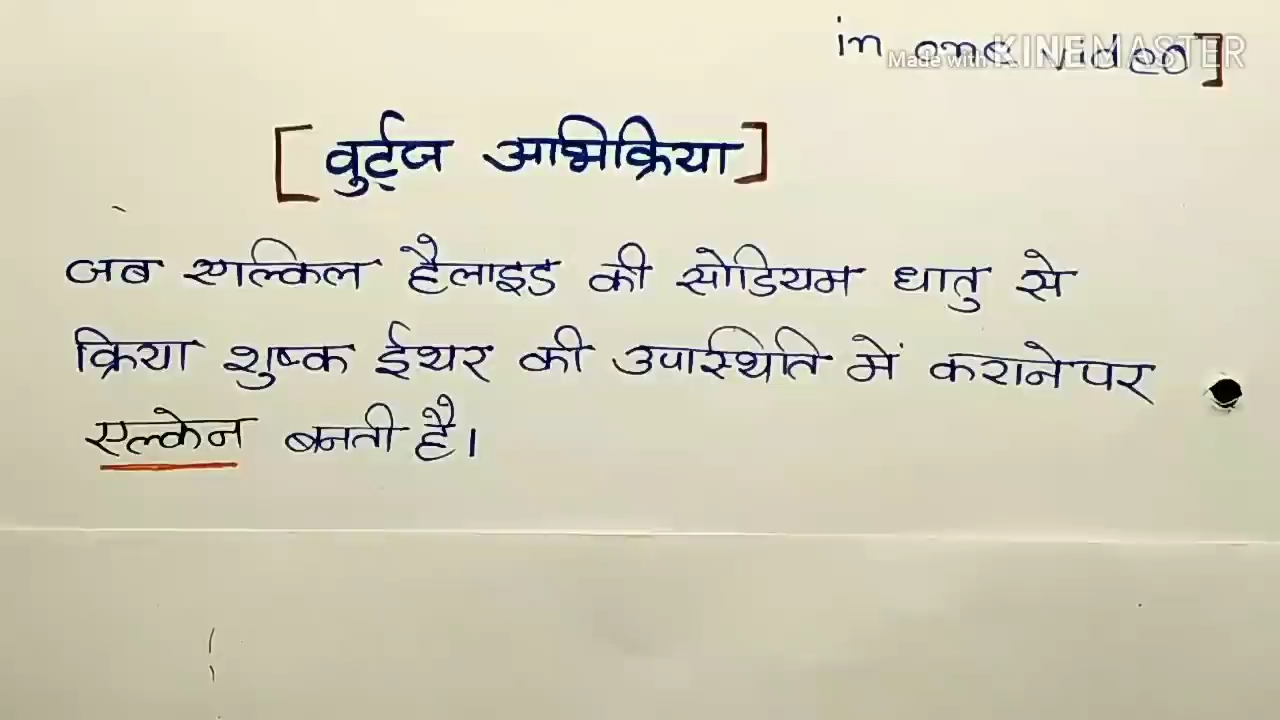 in one video]
Made with KINEMASTER
[ वुर्ट्ज अभिक्रिया ]
जब एल्किल हैलाइड की सोडियम धातु से
क्रिया शुष्क ईथर की उपस्थिति में कराने पर
एल्केन बनती है।